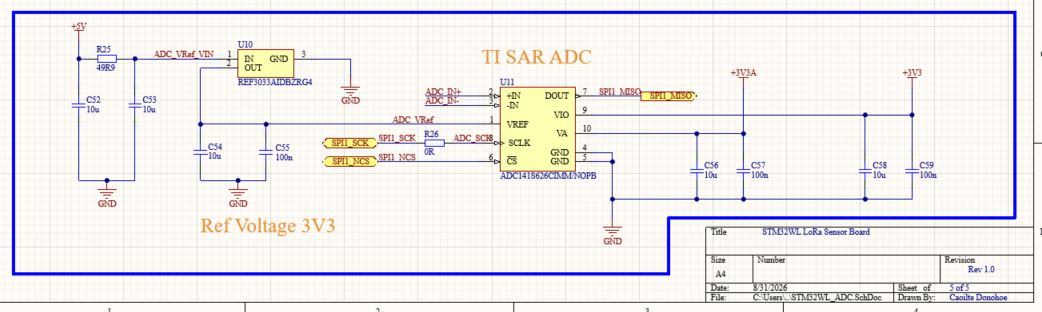 +5V
R25
49R9
ADC_VRef_VIN
C52
10u
C53
10u
GND
U10
1 IN GND 3
2 OUT
REF3033AIDBZRG4
GND
ADC_VRef
C54
10u
C55
100n
GND
Ref Voltage 3V3
TI SAR ADC
ADC_IN+
ADC_IN-
SPI1_SCK SPI1_SCK R26 ADC_SCK
0R
SPI1_NCS SPI1_NCS
U11
2 +IN DOUT 7
3 -IN
VIO 9
1 VREF
VA 10
8 SCLK
GND 4
6 CS GND 5
ADC141S626CIMM/NOPB
SPI1_MISO SPI1_MISO
+3V3A
+3V3
C56
10u
C57
100n
C58
10u
C59
100n
GND
Title STM32WL LoRa Sensor Board
Size Number Revision
A4 Rev 1.0
Date: 8/31/2026 Sheet of 5 of 5
File: C:\Users\..\STM32WL_ADC.SchDoc Drawn By: Caoilte Donohoe
1 2 3 4